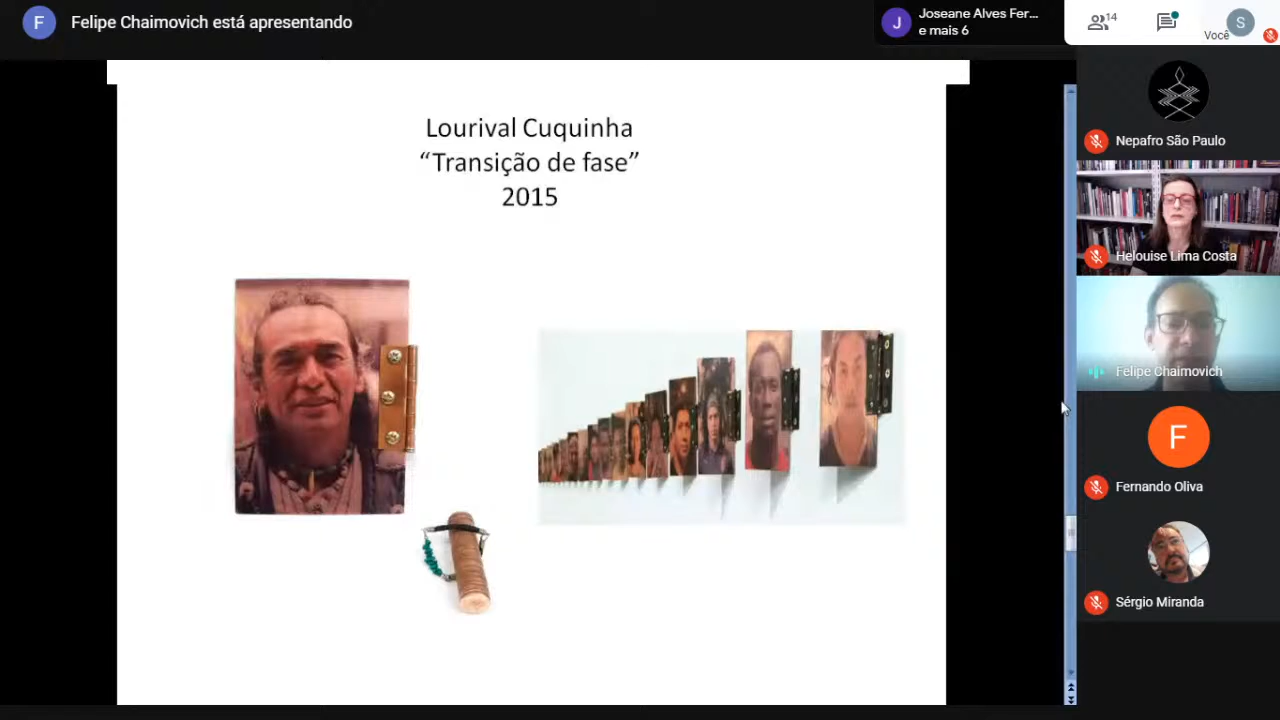 F
Felipe Chaimovich está apresentando
J
Joseane Alves Fer...
e mais 6
14
S
Você
Lourival Cuquinha
“Transição de fase”
2015
Nepafro São Paulo
Helouise Lima Costa
Felipe Chaimovich
F
Fernando Oliva
Sérgio Miranda